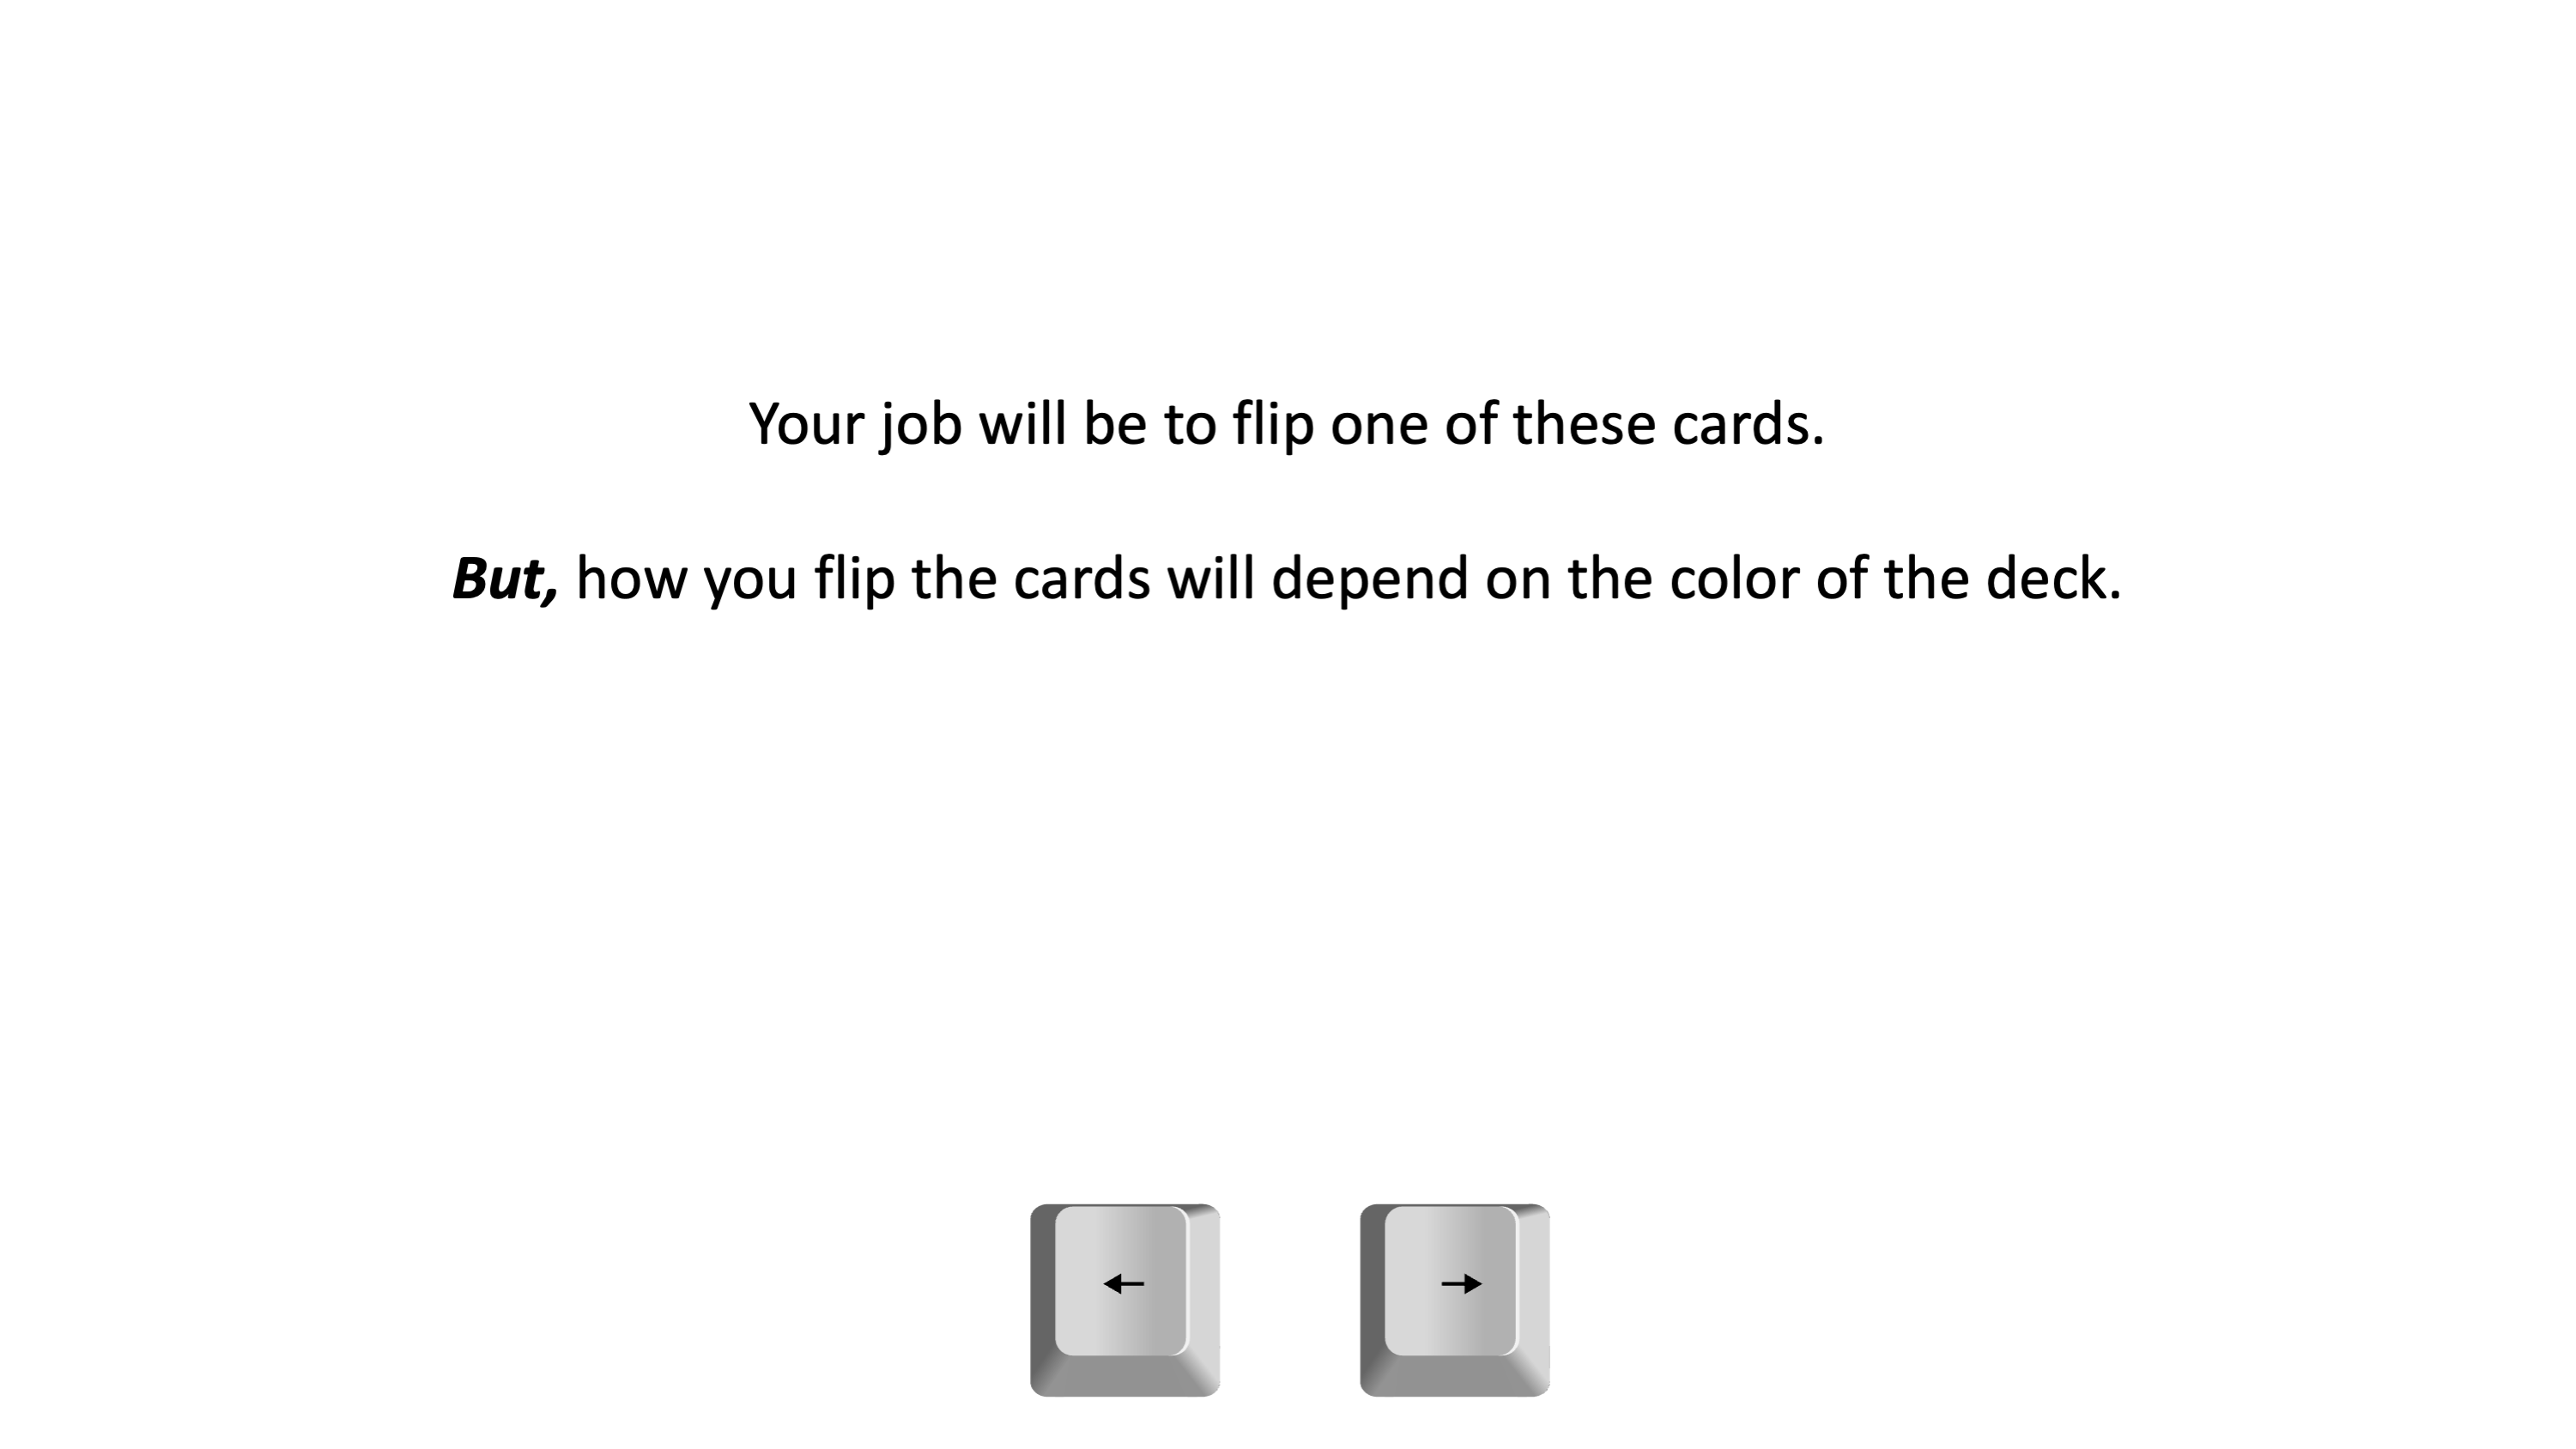 Your job will be to flip one of these cards.
But, how you flip the cards will depend on the color of the deck.